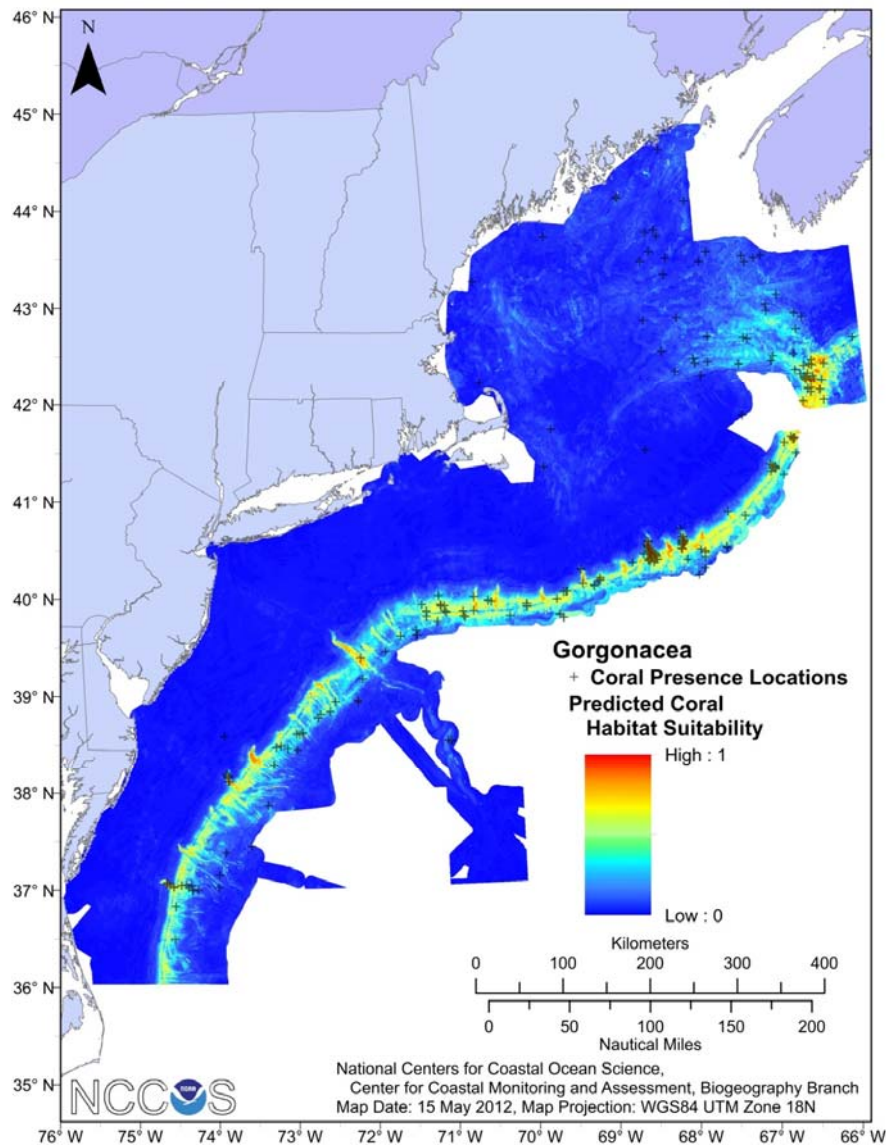 46° N
N
45° N
44° N
43° N
42° N
41° N
40° N
39° N
38° N
37° N
36° N
35° N
Gorgonacea
+ Coral Presence Locations
Predicted Coral
Habitat Suitability
High : 1
Low : 0
Kilometers
0 100 200 300 400
0 50 100 150 200
Nautical Miles
NCCOS
National Centers for Coastal Ocean Science,
Center for Coastal Monitoring and Assessment, Biogeography Branch
Map Date: 15 May 2012, Map Projection: WGS84 UTM Zone 18N
76° W 75° W 74° W 73° W 72° W 71° W 70° W 69° W 68° W 67° W 66° W